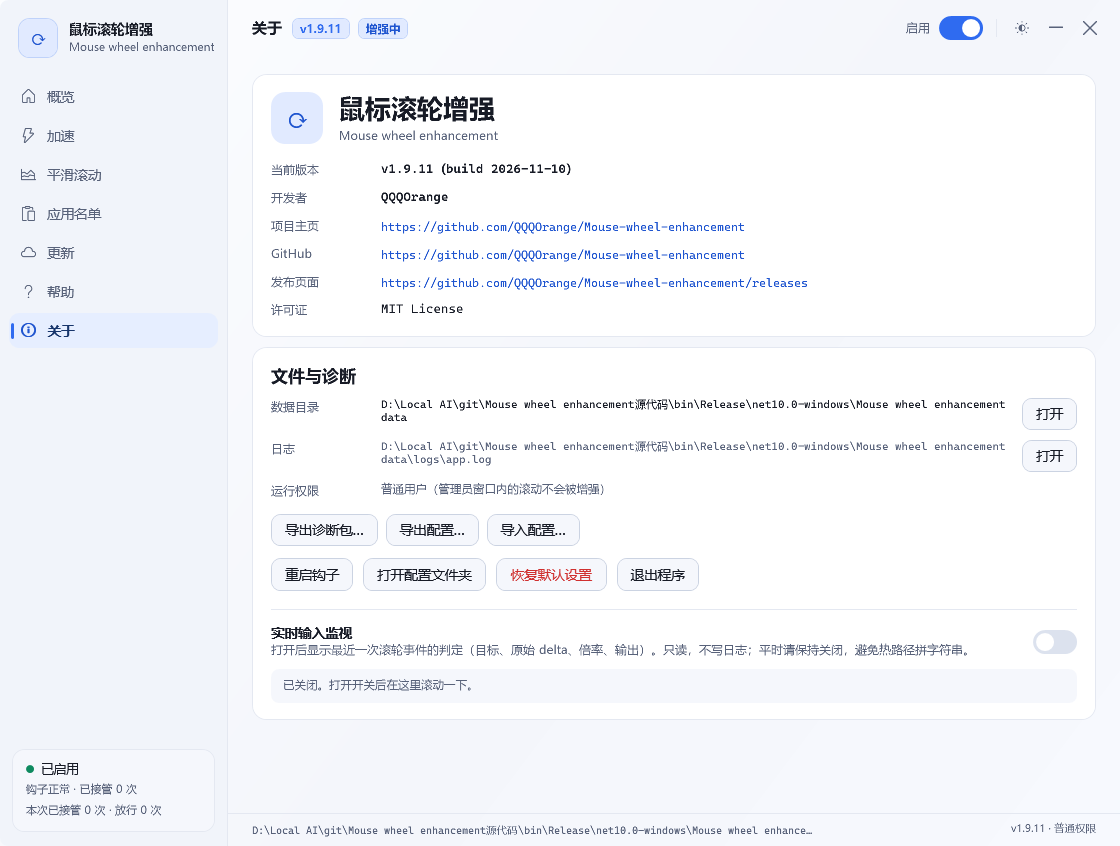 鼠标滚轮增强
Mouse wheel enhancement
概览
加速
平滑滚动
应用名单
更新
帮助
关于
已启用
钩子正常 · 已接管 0 次
本次已接管 0 次 · 放行 0 次
关于 v1.9.11 增强中
启用
鼠标滚轮增强
Mouse wheel enhancement
当前版本 v1.9.11 (build 2026-11-10)
开发者 QQQOrange
项目主页 https://github.com/QQQOrange/Mouse-wheel-enhancement
GitHub https://github.com/QQQOrange/Mouse-wheel-enhancement
发布页面 https://github.com/QQQOrange/Mouse-wheel-enhancement/releases
许可证 MIT License
文件与诊断
数据目录 D:\Local AI\git\Mouse wheel enhancement源代码\bin\Release\net10.0-windows\Mouse wheel enhancement
data
打开
日志 D:\Local AI\git\Mouse wheel enhancement源代码\bin\Release\net10.0-windows\Mouse wheel enhancement
data\logs\app.log
打开
运行权限 普通用户（管理员窗口内的滚动不会被增强）
导出诊断包... 导出配置... 导入配置...
重启钩子 打开配置文件夹 恢复默认设置 退出程序
实时输入监视
打开后显示最近一次滚轮事件的判定（目标、原始 delta、倍率、输出）。只读，不写日志；平时请保持关闭，避免热路径拼字符串。
已关闭。打开开关后在这里滚动一下。
D:\Local AI\git\Mouse wheel enhancement源代码\bin\Release\net10.0-windows\Mouse wheel enhance…
v1.9.11 · 普通权限